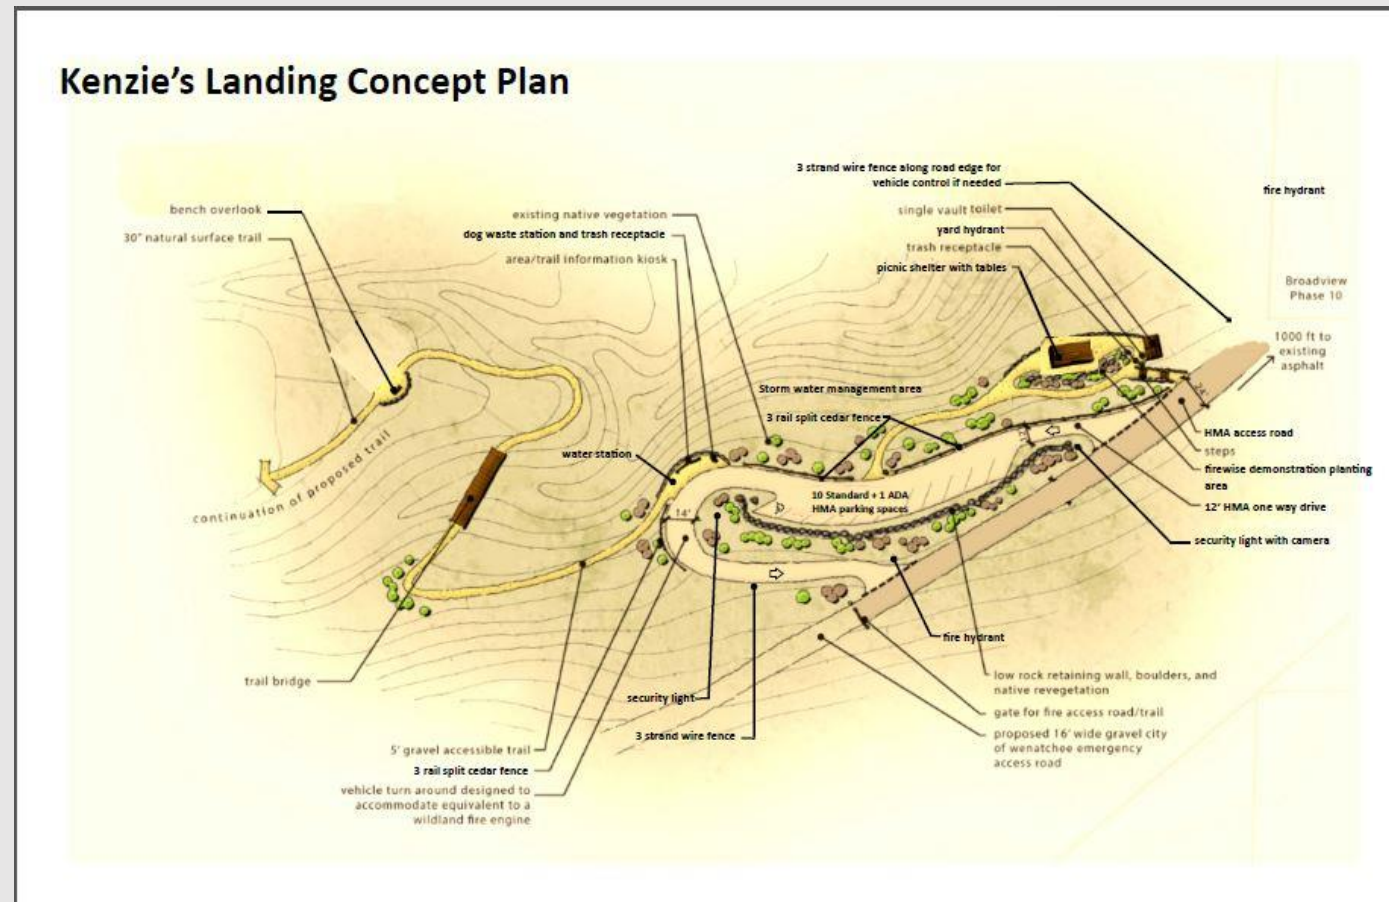 Kenzie's Landing Concept Plan
3 strand wire fence along road edge for
vehicle control if needed
fire hydrant
bench overlook
30" natural surface trail
existing native vegetation
dog waste station and trash receptacle
area/trail information kiosk
single vault toilet
yard hydrant
trash receptacle
picnic shelter with tables
Broadview
Phase 10
1000 ft to
existing
asphalt
24'
Storm water management area
3 rail split cedar fence
12'
HMA access road
steps
firewise demonstration planting
area
12' HMA one way drive
security light with camera
continuation of proposed trail
water station
14'
10 Standard + 1 ADA
HMA parking spaces
fire hydrant
trail bridge
security light
3 strand wire fence
low rock retaining wall, boulders, and
native revegetation
gate for fire access road/trail
proposed 16' wide gravel city
of wenatchee emergency
access road
5' gravel accessible trail
3 rail split cedar fence
vehicle turn around designed to
accommodate equivalent to a
wildland fire engine